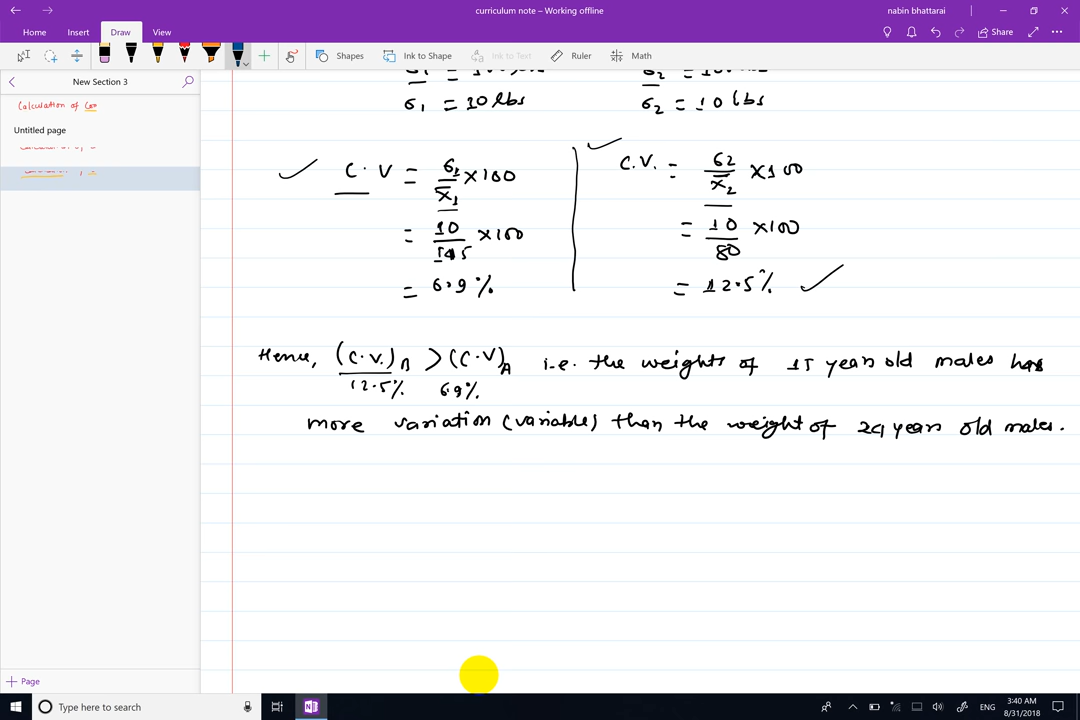 curriculum note – Working offline
nabin bhattarai
Home Insert Draw View
Share
Shapes Ink to Shape Ink to Text Ruler Math
New Section 3
Calculation of Coe
Untitled page
σ₁ = 10 lbs σ₂ = 10 lbs
C.V = σ₁/x̄₁ ×100
= 10/145 ×100
= 6.9%
C.V. = σ₂/x̄₂ ×100
= 10/80 ×100
= 12.5%
Hence, (C.V.)B > (C.V)A i.e. the weights of 15 year old males has
12.5% 6.9%
more variation (variable) than the weight of 24 years old males.
+ Page
Type here to search
ENG
3:40 AM
8/31/2018